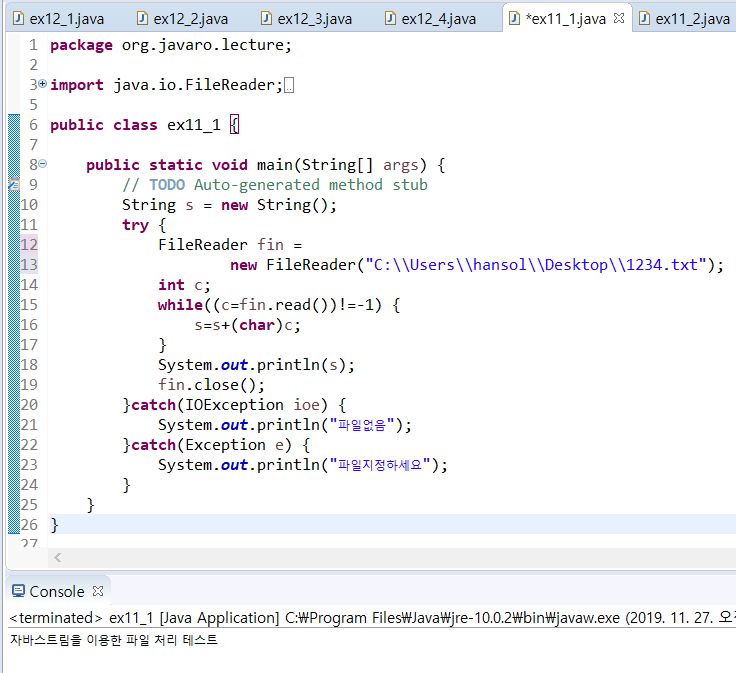 ex12_1.java ex12_2.java ex12_3.java ex12_4.java *ex11_1.java ex11_2.java
1 package org.javaro.lecture;
2
3 import java.io.FileReader;
5
6 public class ex11_1 {
7
8 public static void main(String[] args) {
9 // TODO Auto-generated method stub
10 String s = new String();
11 try {
12 FileReader fin =
13 new FileReader("C:\\Users\\hansol\\Desktop\\1234.txt");
14 int c;
15 while((c=fin.read())!=-1) {
16 s=s+(char)c;
17 }
18 System.out.println(s);
19 fin.close();
20 }catch(IOException ioe) {
21 System.out.println("파일없음");
22 }catch(Exception e) {
23 System.out.println("파일지정하세요");
24 }
25 }
26 }
27
Console
<terminated> ex11_1 [Java Application] C:₩Program Files₩Java₩jre-10.0.2₩bin₩javaw.exe (2019. 11. 27.
자바스트림을 이용한 파일 처리 테스트